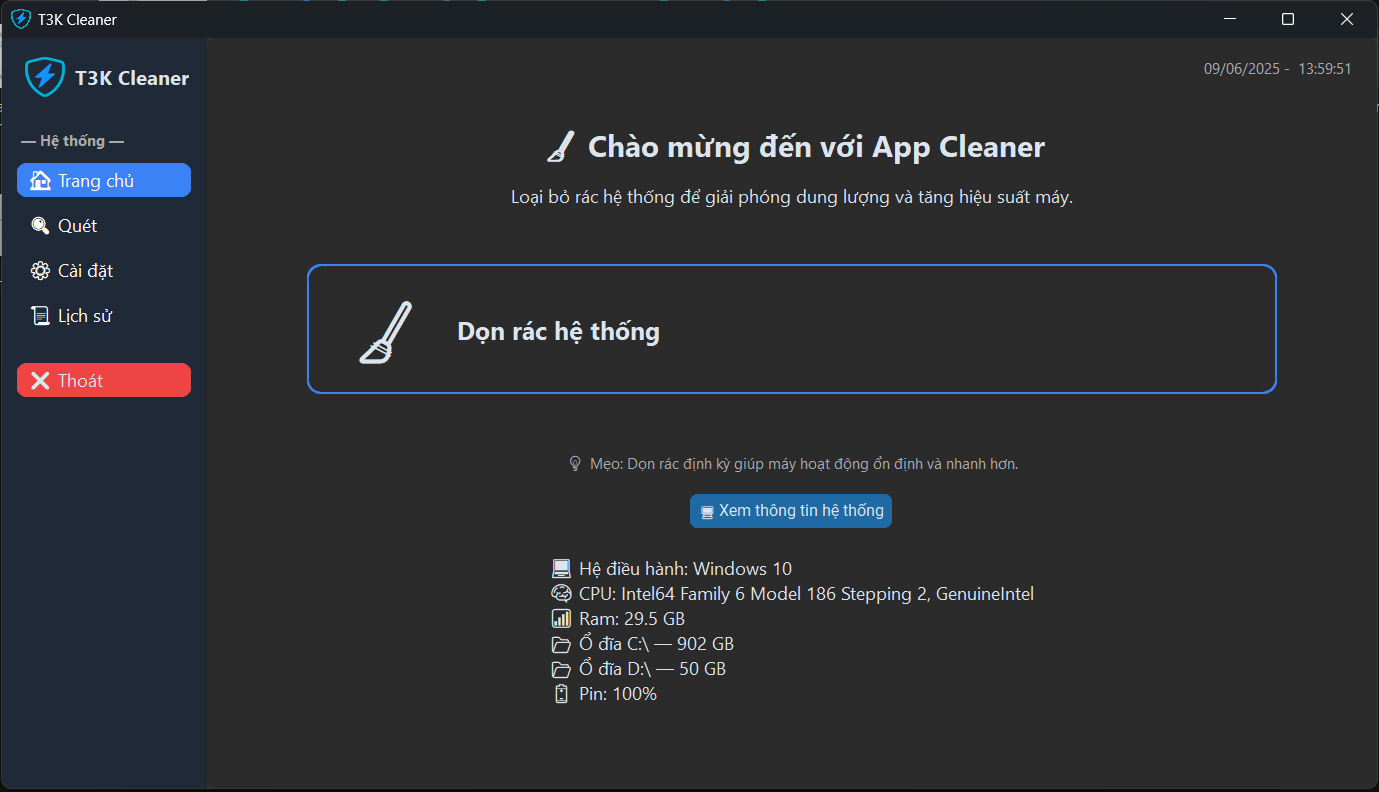 T3K Cleaner
T3K Cleaner
— Hệ thống —
Trang chủ
Quét
Cài đặt
Lịch sử
Thoát
09/06/2025 - 13:59:51
Chào mừng đến với App Cleaner
Loại bỏ rác hệ thống để giải phóng dung lượng và tăng hiệu suất máy.
Dọn rác hệ thống
Mẹo: Dọn rác định kỳ giúp máy hoạt động ổn định và nhanh hơn.
Xem thông tin hệ thống
Hệ điều hành: Windows 10
CPU: Intel64 Family 6 Model 186 Stepping 2, GenuineIntel
Ram: 29.5 GB
Ổ đĩa C:\ — 902 GB
Ổ đĩa D:\ — 50 GB
Pin: 100%